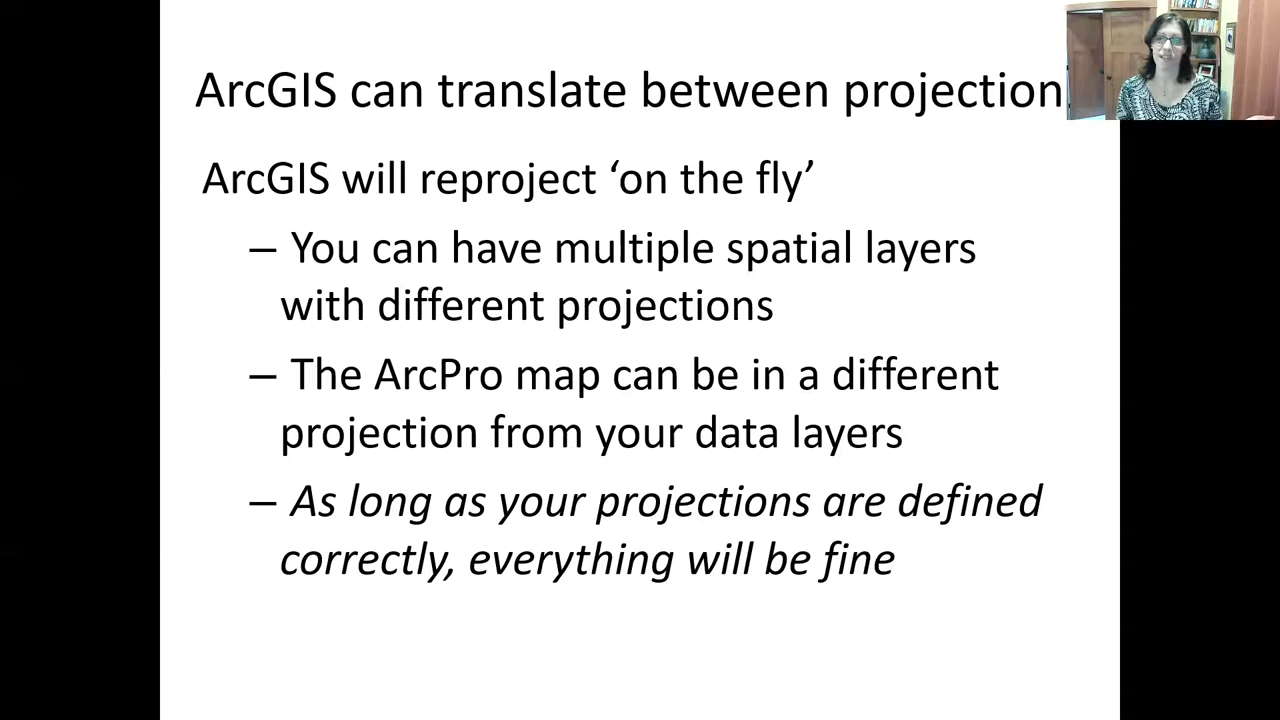 ArcGIS can translate between projection
ArcGIS will reproject ‘on the fly’
– You can have multiple spatial layers
with different projections
– The ArcPro map can be in a different
projection from your data layers
– As long as your projections are defined
correctly, everything will be fine